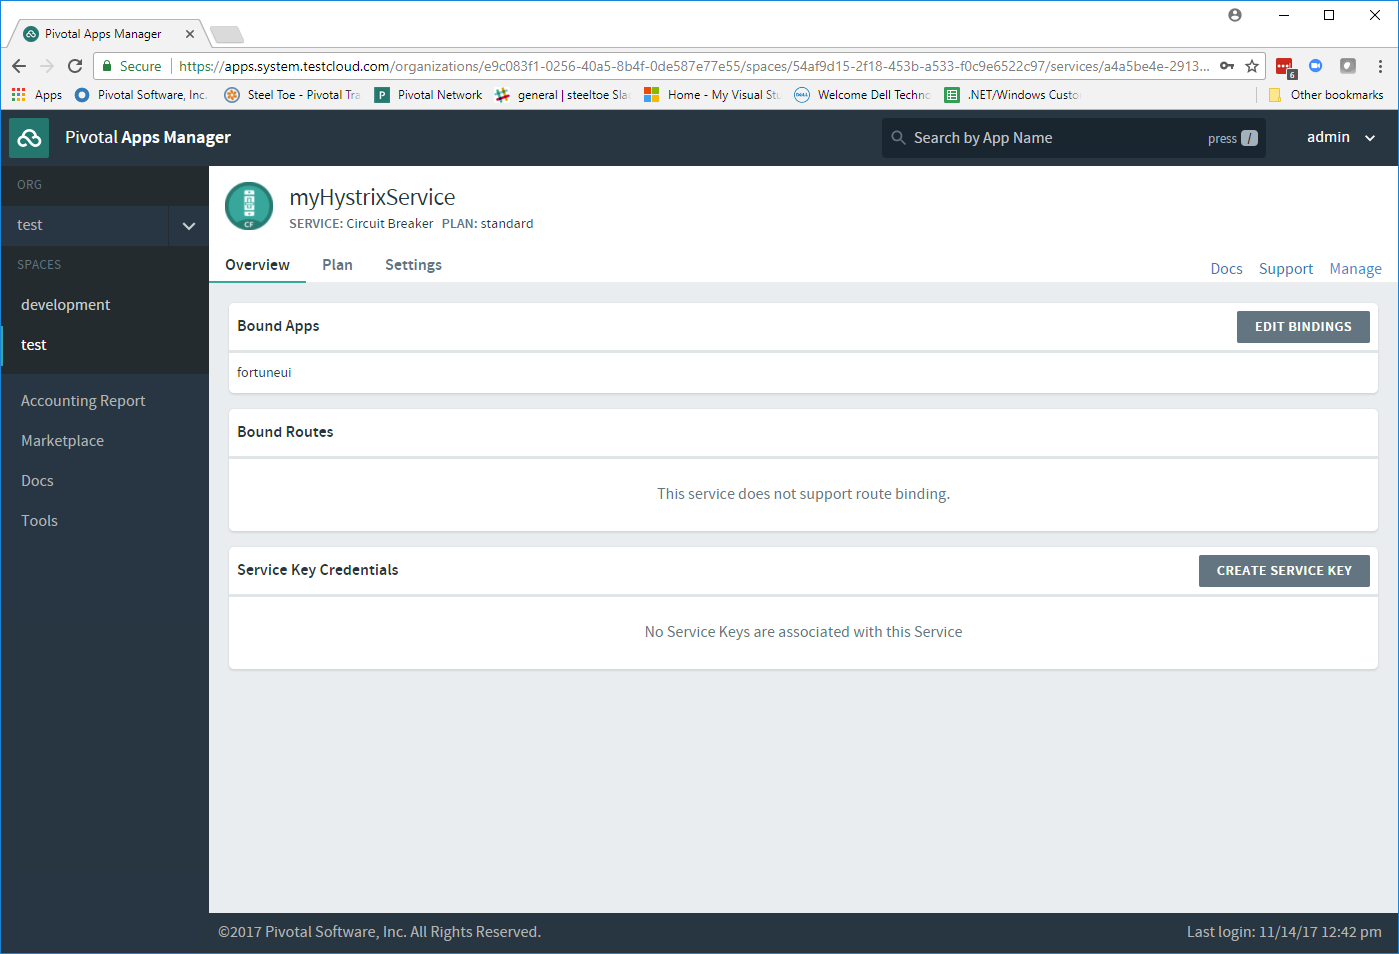 Pivotal Apps Manager
Secure https://apps.system.testcloud.com/organizations/e9c083f1-0256-40a5-8b4f-0de587e77e55/spaces/54af9d15-2f18-453b-a533-f0c9e6522c97/services/a4a5be4e-2913...
6
Apps Pivotal Software, Inc. Steel Toe - Pivotal Tra Pivotal Network general | steeltoe Sla Home - My Visual Stu Welcome Dell Techno .NET/Windows Custo Other bookmarks
Pivotal Apps Manager
Search by App Name press /
admin
ORG
test
SPACES
development
test
Accounting Report
Marketplace
Docs
Tools
CF
myHystrixService
SERVICE: Circuit Breaker PLAN: standard
Overview Plan Settings
Docs Support Manage
Bound Apps
EDIT BINDINGS
fortuneui
Bound Routes
This service does not support route binding.
Service Key Credentials
CREATE SERVICE KEY
No Service Keys are associated with this Service
©2017 Pivotal Software, Inc. All Rights Reserved.
Last login: 11/14/17 12:42 pm